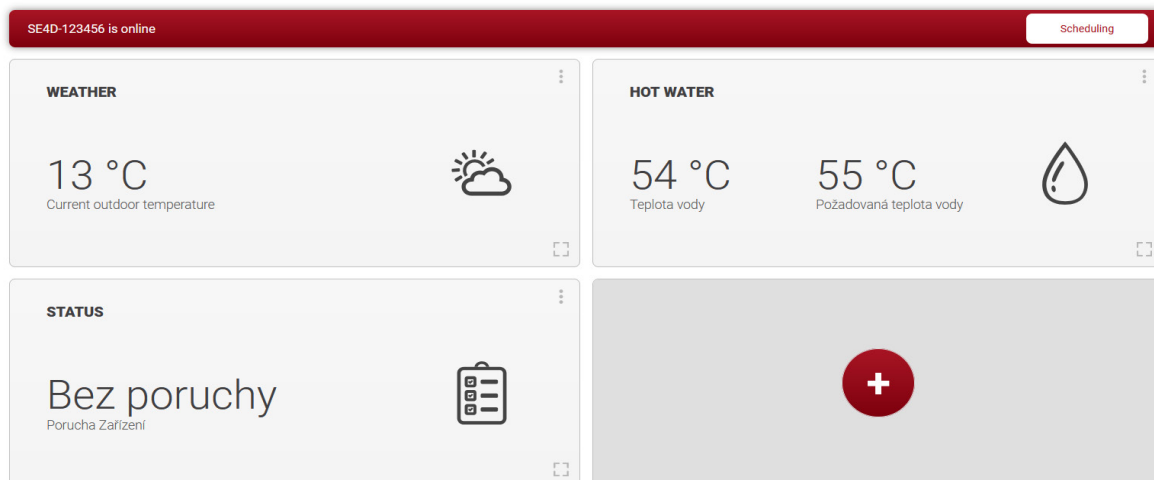 SE4D-123456 is online
Scheduling
WEATHER
13 °C
Current outdoor temperature
HOT WATER
54 °C
55 °C
Teplota vody
Požadovaná teplota vody
STATUS
Bez poruchy
Porucha Zařízení